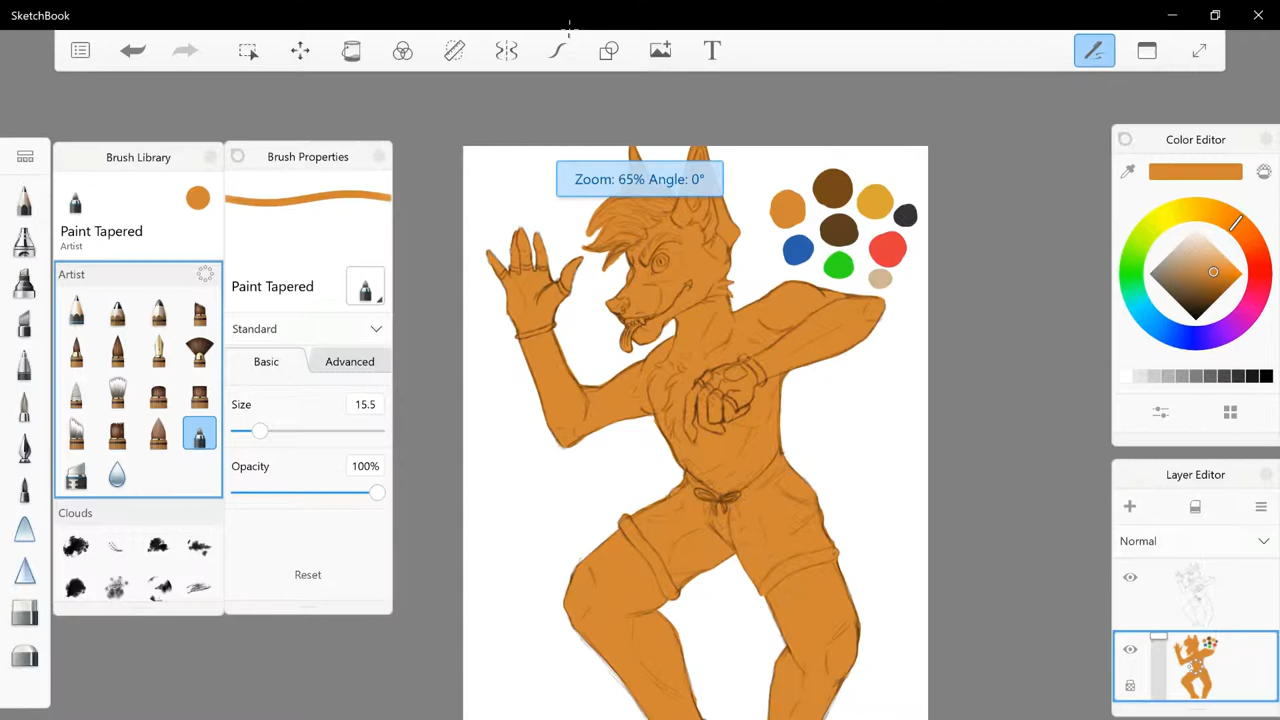 SketchBook
T
Brush Library
Brush Properties
Color Editor
Zoom: 65% Angle: 0°
Paint Tapered
Artist
Artist
Paint Tapered
Standard
Basic
Advanced
Size
15.5
Opacity
100%
Layer Editor
Clouds
Normal
Reset